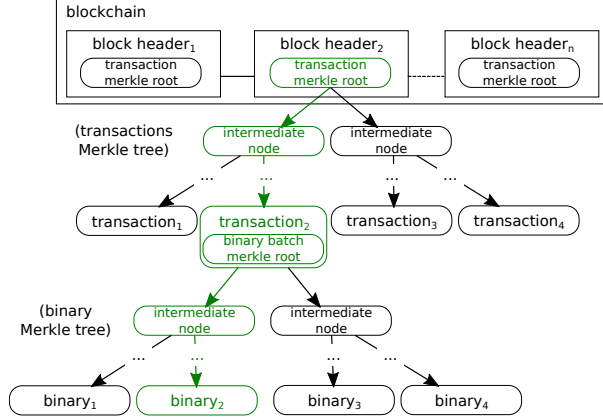 blockchain
block header₁
block header₂
block headerₙ
transaction
merkle root
transaction
merkle root
transaction
merkle root
(transactions
Merkle tree)
intermediate
node
intermediate
node
...
...
...
...
transaction₁
transaction₂
transaction₃
transaction₄
binary batch
merkle root
(binary
Merkle tree)
intermediate
node
intermediate
node
...
...
...
...
binary₁
binary₂
binary₃
binary₄